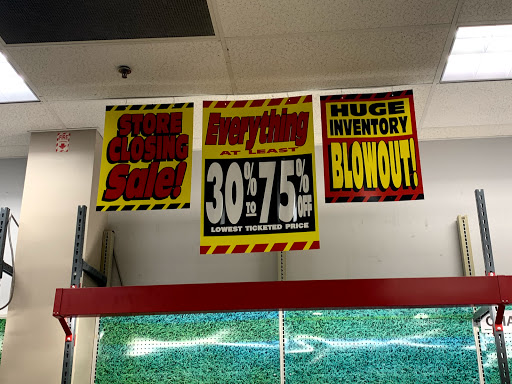 STORE
CLOSING
Sale!
Everything
AT LEAST
30% TO 75% OFF
LOWEST TICKETED PRICE
HUGE
INVENTORY
BLOWOUT!